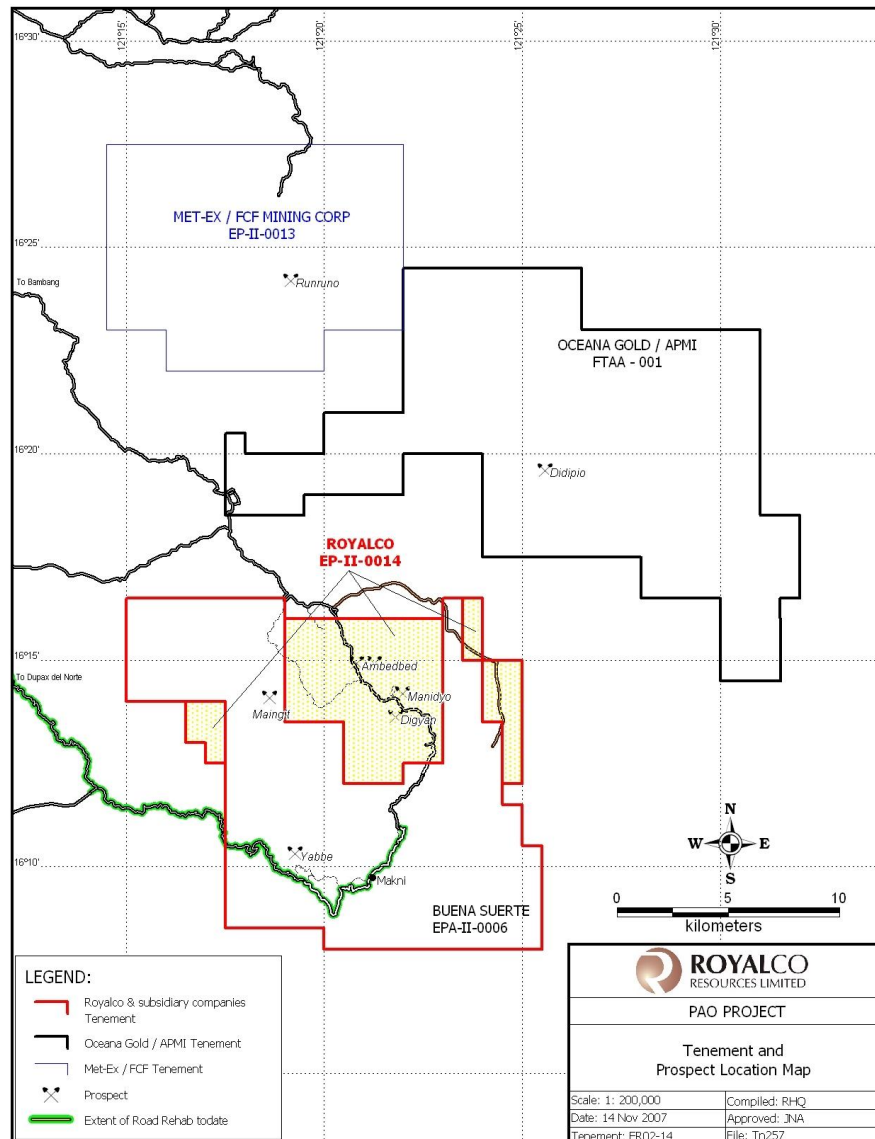 16°30'
121°15'
121°20'
121°25'
121°30'
MET-EX / FCF MINING CORP
EP-II-0013
16°25'
Runruno
To Bambang
OCEANA GOLD / APMI
FTAA - 001
16°20'
Didipio
ROYALCO
EP-II-0014
16°15'
Ambedbed
To Dupax del Norte
Manidyo
Maingit
Digyan
N
W
E
S
Yabbe
16°10'
Makni
BUENA SUERTE
EPA-II-0006
0 5 10
kilometers
LEGEND:
Royalco & subsidiary companies
Tenement
Oceana Gold / APMI Tenement
Met-Ex / FCF Tenement
Prospect
Extent of Road Rehab todate
ROYALCO
RESOURCES LIMITED
PAO PROJECT
Tenement and
Prospect Location Map
Scale: 1: 200,000
Compiled: RHQ
Date: 14 Nov 2007
Approved: JNA
Tenement: ER02-14
File: Tp257